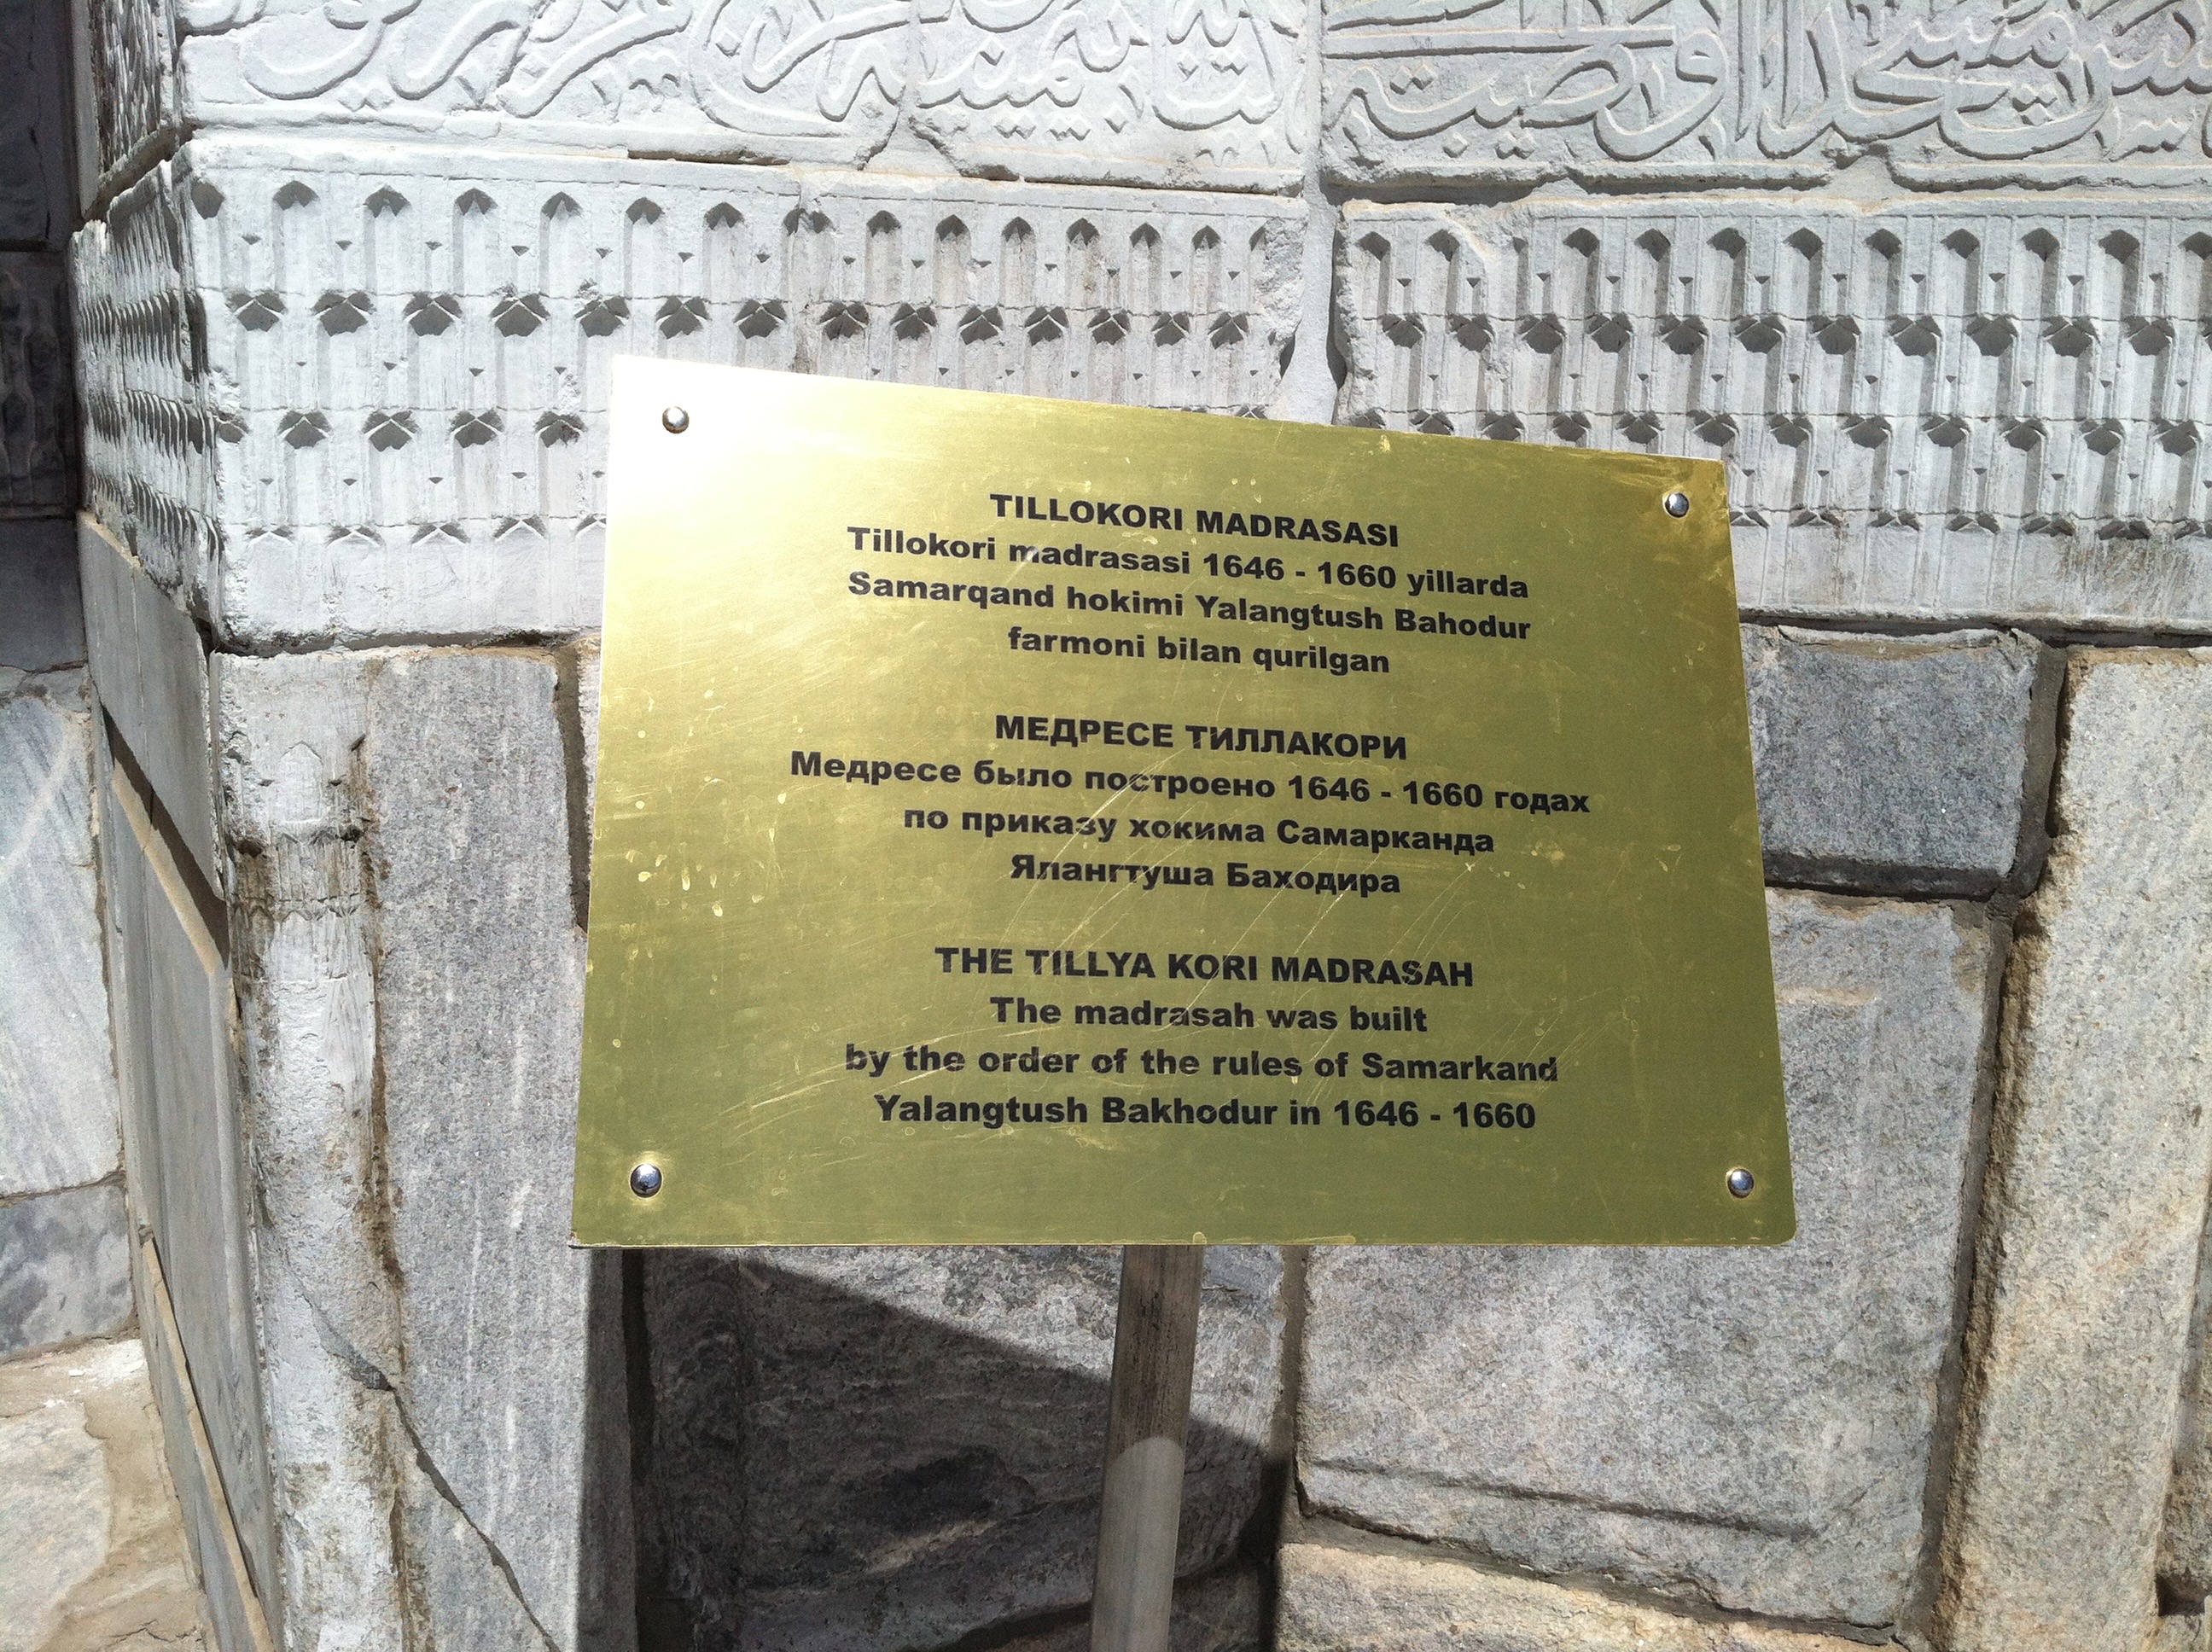 TILLOKORI MADRASASI
Tillokori madrasasi 1646 - 1660 yillarda
Samarqand hokimi Yalangtush Bahodur
farmoni bilan qurilgan
МЕДРЕСЕ ТИЛЛАКОРИ
Медресе было построено 1646 - 1660 годах
по приказу хокима Самарканда
Ялангтуша Баходира
THE TILLYA KORI MADRASAH
The madrasah was built
by the order of the rules of Samarkand
Yalangtush Bakhodur in 1646 - 1660